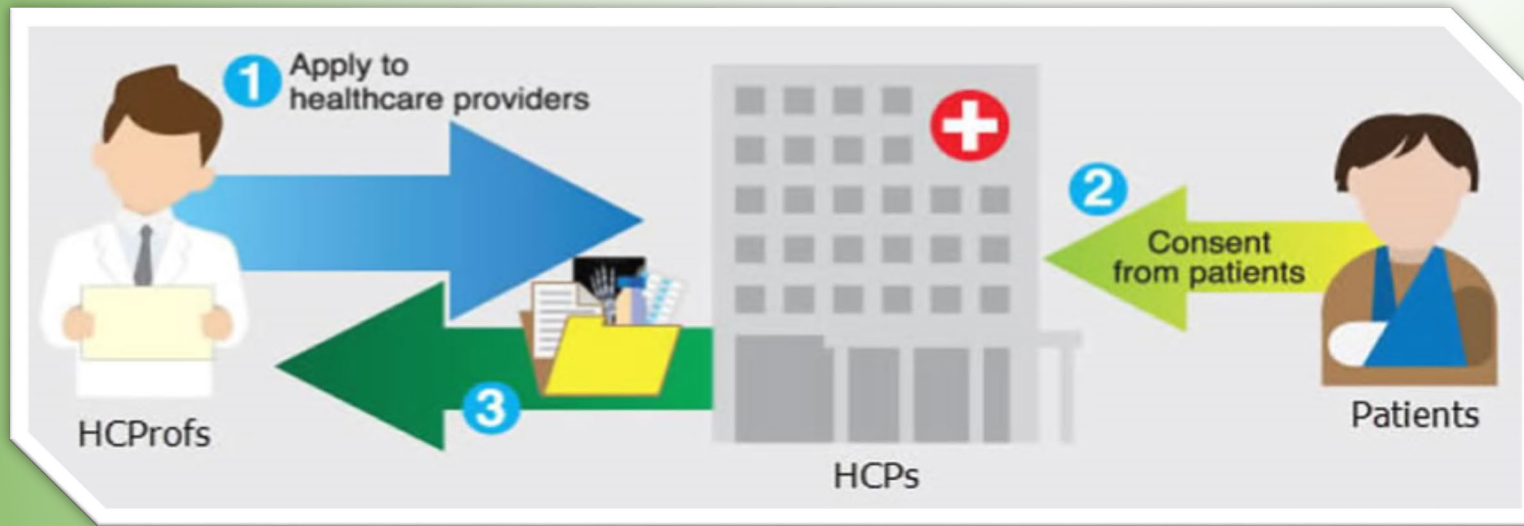 1 Apply to
healthcare providers
2
Consent
from patients
3
HCProfs
HCPs
Patients